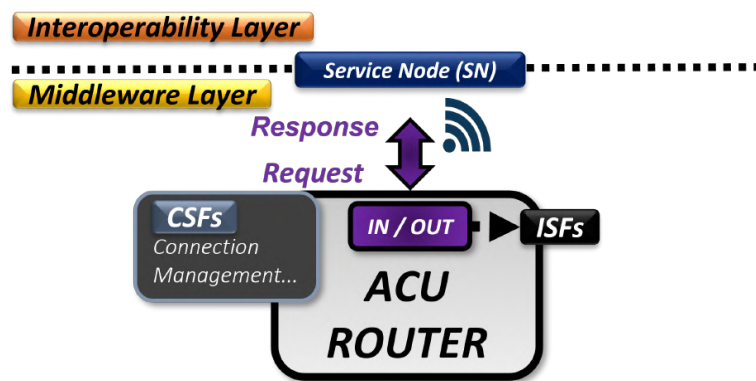 Interoperability Layer
Service Node (SN)
Middleware Layer
Response
Request
CSFs
Connection
Management...
IN / OUT
ISFs
ACU
ROUTER